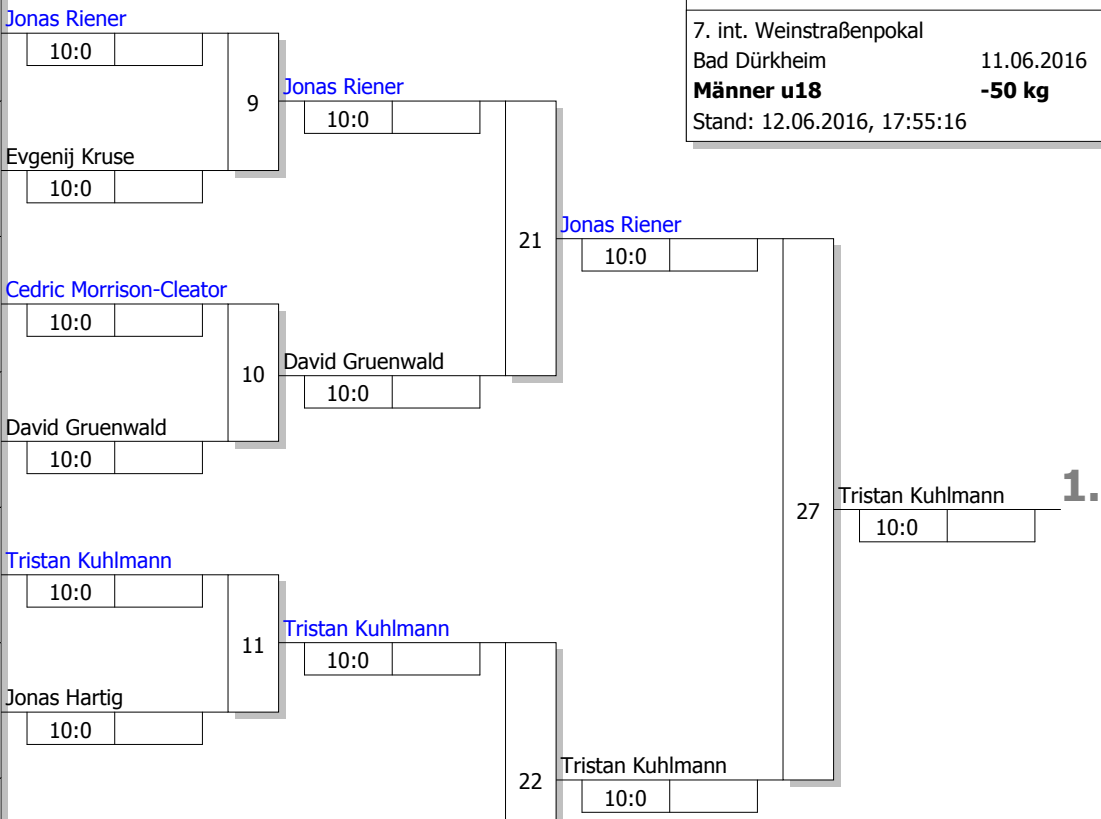 Jonas Riener
10:0
7. int. Weinstraßenpokal
Bad Dürkheim 11.06.2016
Männer u18 -50 kg
Stand: 12.06.2016, 17:55:16
9
Jonas Riener
10:0
Evgenij Kruse
10:0
21
Jonas Riener
10:0
Cedric Morrison-Cleator
10:0
10
David Gruenwald
10:0
David Gruenwald
10:0
27
Tristan Kuhlmann 1.
10:0
Tristan Kuhlmann
10:0
11
Tristan Kuhlmann
10:0
Jonas Hartig
10:0
22
Tristan Kuhlmann
10:0